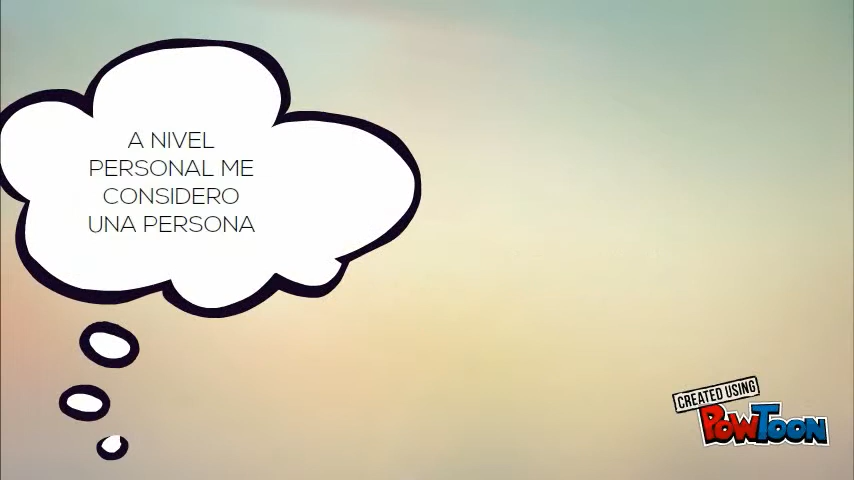 A NIVEL
PERSONAL ME
CONSIDERO
UNA PERSONA
CREATED USING
POWTOON